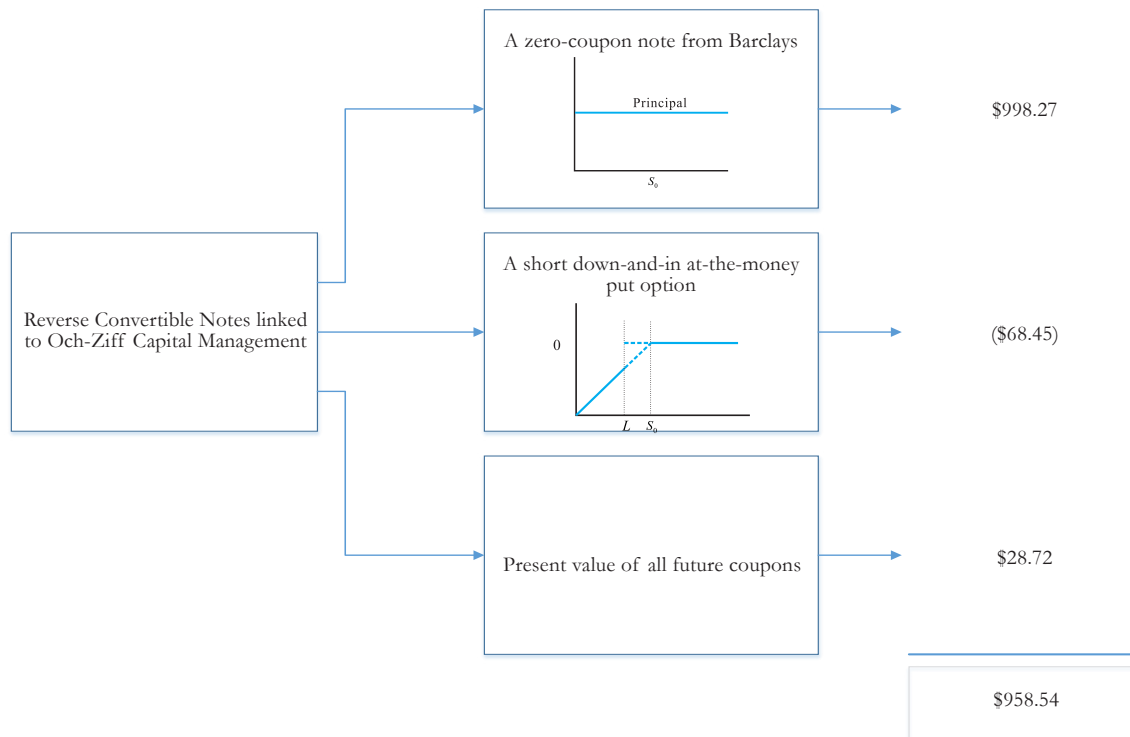 A zero-coupon note from Barclays
Principal
S₀
$998.27
Reverse Convertible Notes linked
to Och-Ziff Capital Management
A short down-and-in at-the-money
put option
0
L S₀
($68.45)
Present value of all future coupons
$28.72
$958.54